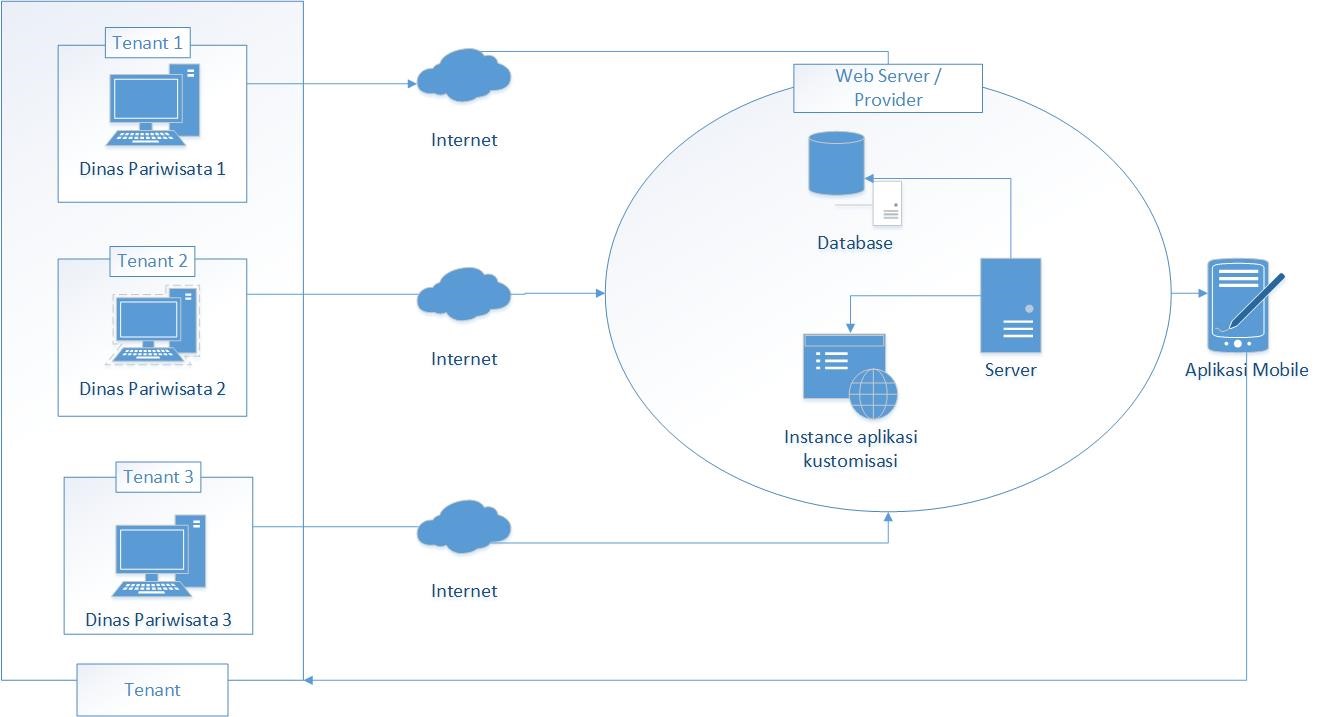 Tenant 1
Dinas Pariwisata 1
Internet
Web Server /
Provider
Database
Tenant 2
Dinas Pariwisata 2
Internet
Server
Aplikasi Mobile
Instance aplikasi
kustomisasi
Tenant 3
Dinas Pariwisata 3
Internet
Tenant